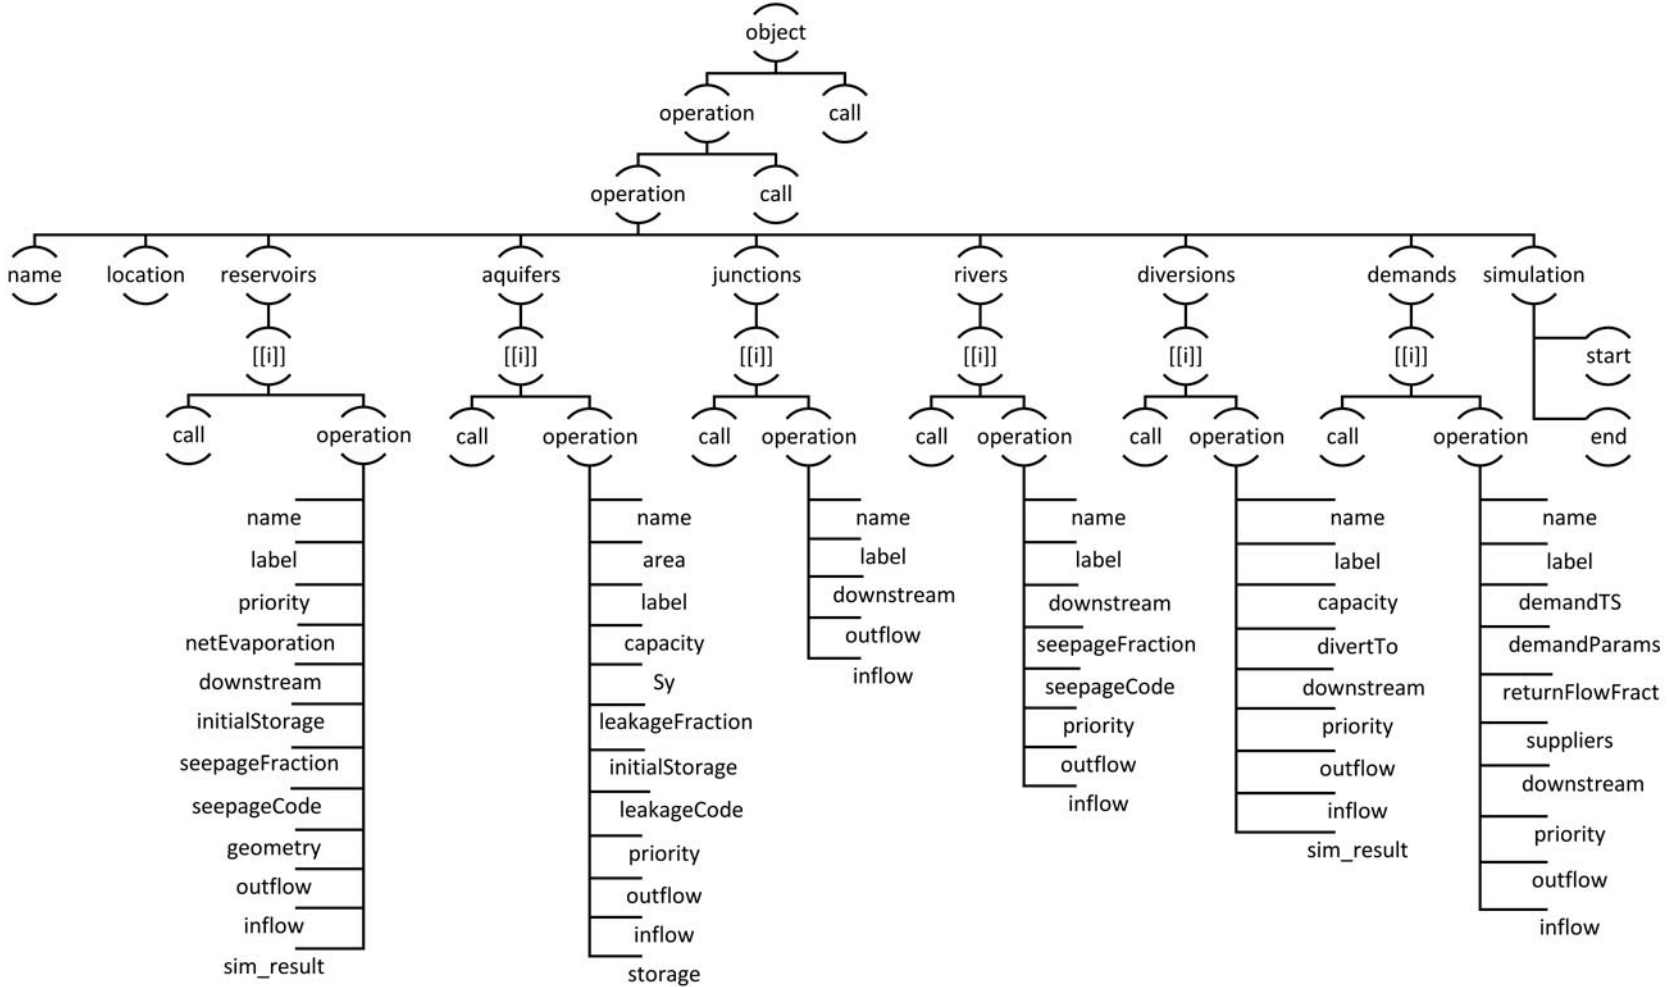 object
operation
call
operation
call
name
location
reservoirs
aquifers
junctions
rivers
diversions
demands
simulation
[[i]]
[[i]]
[[i]]
[[i]]
[[i]]
[[i]]
start
end
call
operation
call
operation
call
operation
call
operation
call
operation
call
operation
name
label
priority
netEvaporation
downstream
initialStorage
seepageFraction
seepageCode
geometry
outflow
inflow
sim_result
name
area
label
capacity
Sy
leakageFraction
initialStorage
leakageCode
priority
outflow
inflow
storage
name
label
downstream
outflow
inflow
name
label
downstream
seepageFraction
seepageCode
priority
outflow
inflow
name
label
capacity
divertTo
downstream
priority
outflow
inflow
sim_result
name
label
demandTS
demandParams
returnFlowFract
suppliers
downstream
priority
outflow
inflow